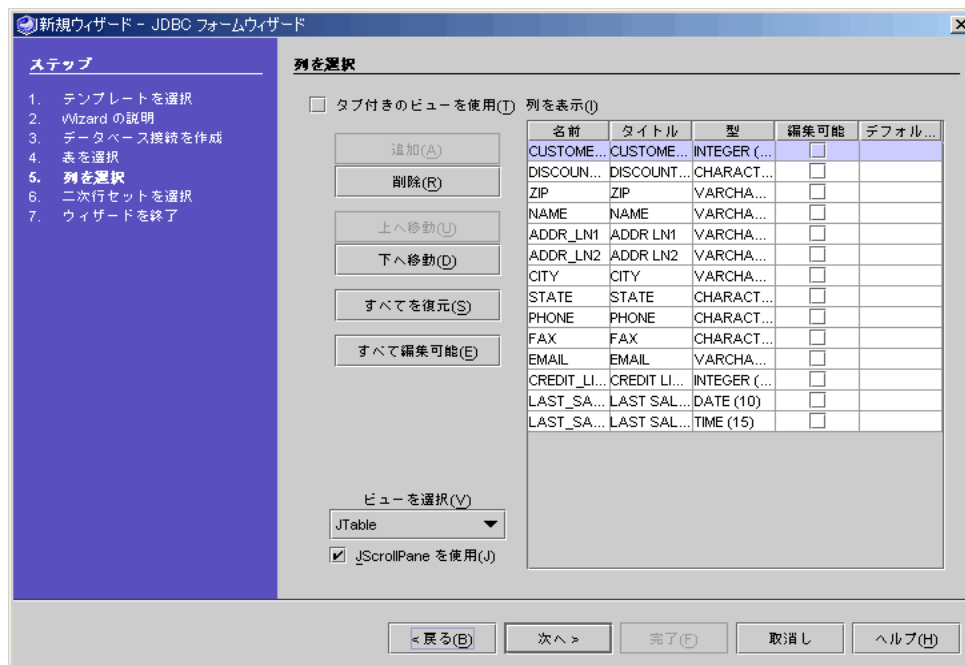 新規ウィザード - JDBC フォームウィザード
ステップ
1. テンプレートを選択
2. Wizard の説明
3. データベース接続を作成
4. 表を選択
5. 列を選択
6. 二次行セットを選択
7. ウィザードを終了
列を選択
タブ付きのビューを使用(T) 列を表示(I)
追加(A)
削除(R)
上へ移動(U)
下へ移動(D)
すべてを復元(S)
すべて編集可能(E)
ビューを選択(V)
JTable
JScrollPane を使用(J)
名前 タイトル 型 編集可能 デフォル...
CUSTOME... CUSTOME... INTEGER (...
DISCOUN... DISCOUNT... CHARACT...
ZIP ZIP VARCHA...
NAME NAME VARCHA...
ADDR_LN1 ADDR LN1 VARCHA...
ADDR_LN2 ADDR LN2 VARCHA...
CITY CITY VARCHA...
STATE STATE CHARACT...
PHONE PHONE CHARACT...
FAX FAX CHARACT...
EMAIL EMAIL VARCHA...
CREDIT_LI... CREDIT LI... INTEGER (...
LAST_SA... LAST SAL... DATE (10)
LAST_SA... LAST SAL... TIME (15)
< 戻る(B) 次へ > 完了(F) 取消し ヘルプ(H)